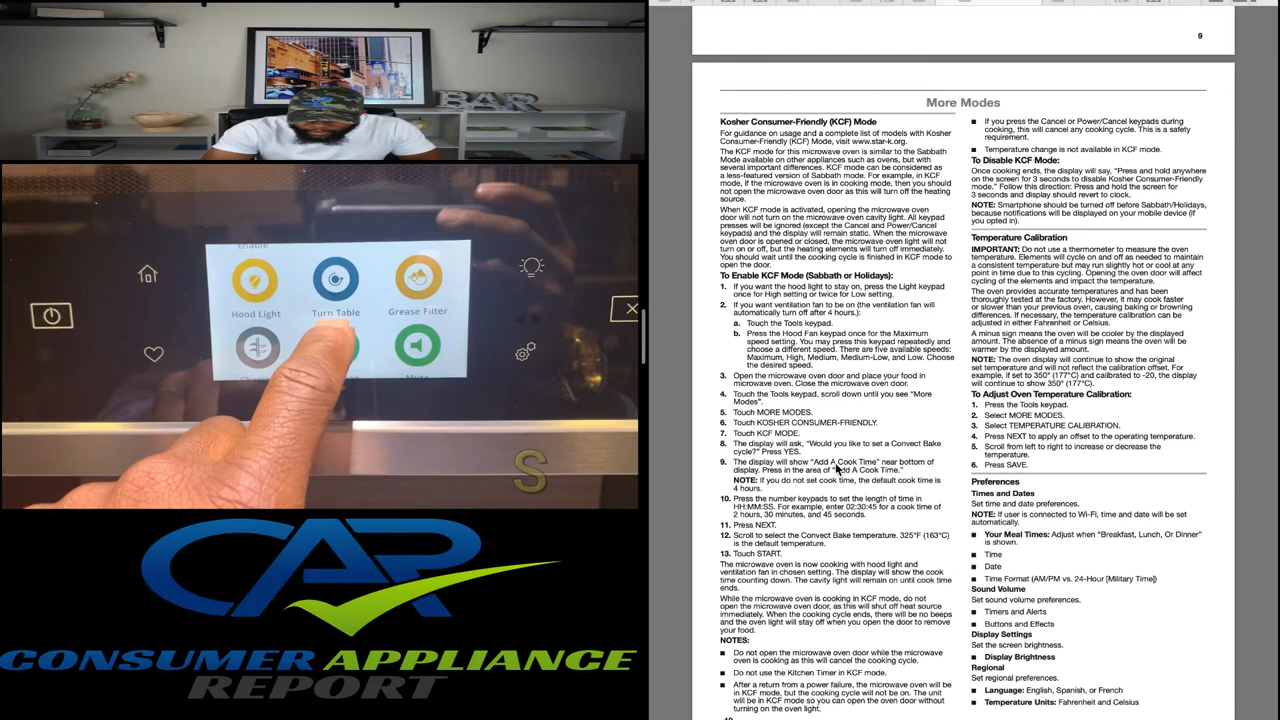 BAR
Enable
Hood Light
Turn Table
Grease Filter
Mute
S
CAR
CONSUMER APPLIANCE
REPORT
9
More Modes
Kosher Consumer-Friendly (KCF) Mode
For guidance on usage and a complete list of models with Kosher
Consumer-Friendly (KCF) Mode, visit www.star-k.org.
The KCF mode for this microwave oven is similar to the Sabbath
Mode available on other appliances such as ovens, but with
several important differences. KCF mode can be considered as
a less-featured version of Sabbath mode. For example, in KCF
mode, if the microwave oven is in cooking mode, then you should
not open the microwave oven door as this will turn off the heating
source.
When KCF mode is activated, opening the microwave oven
door will not turn on the microwave oven cavity light. All keypad
presses will be ignored (except the Cancel and Power/Cancel
keypads) and the display will remain static. When the microwave
oven door is opened or closed, the microwave oven light will not
turn on or off, but the heating elements will turn off immediately.
You should wait until the cooking cycle is finished in KCF mode to
open the door.
To Enable KCF Mode (Sabbath or Holidays):
1. If you want the hood light to stay on, press the Light keypad
once for High setting or twice for Low setting.
2. If you want ventilation fan to be on (the ventilation fan will
automatically turn off after 4 hours.):
a. Touch the Tools keypad.
b. Press the Hood Fan keypad once for the Maximum
speed setting. You may press this keypad repeatedly and
choose a different speed. There are five available speeds:
Maximum, High, Medium, Medium-Low, and Low. Choose
the desired speed.
3. Open the microwave oven door and place your food in
microwave oven. Close the microwave oven door.
4. Touch the Tools keypad, scroll down until you see “More
Modes”.
5. Touch MORE MODES.
6. Touch KOSHER CONSUMER-FRIENDLY.
7. Touch KCF MODE.
8. The display will ask, “Would you like to set a Convect Bake
cycle?” Press YES.
9. The display will show “Add A Cook Time” near bottom of
display. Press in the area of “Add A Cook Time.”
NOTE: If you do not set cook time, the default cook time is
4 hours.
10. Press the number keypads to set the length of time in
HH:MM:SS. For example, enter 02:30:45 for a cook time of
2 hours, 30 minutes, and 45 seconds.
11. Press NEXT.
12. Scroll to select the Convect Bake temperature. 325°F (163°C)
is the default temperature.
13. Touch START.
The microwave oven is now cooking with hood light and
ventilation fan in chosen setting. The display will show the cook
time counting down. The cavity light will remain on until cook time
ends.
While the microwave oven is cooking in KCF mode, do not
open the microwave oven door, as this will shut off heat source
immediately. When the cooking cycle ends, there will be no beeps
and the oven light will stay off when you open the door to remove
your food.
NOTES:
■ Do not open the microwave oven door while the microwave
oven is cooking as this will cancel the cooking cycle.
■ Do not use the Kitchen Timer in KCF mode.
■ After a return from a power failure, the microwave oven will be
in KCF mode, but the cooking cycle will not be on. The unit
will be in KCF mode so you can open the oven door without
turning on the oven light.
■ If you press the Cancel or Power/Cancel keypads during
cooking, this will cancel any cooking cycle. This is a safety
requirement.
■ Temperature change is not available in KCF mode.
To Disable KCF Mode:
Once cooking ends, the display will say, “Press and hold anywhere
on the screen for 3 seconds to disable Kosher Consumer-Friendly
mode.” Follow this direction: Press and hold the screen for
3 seconds and display should revert to clock.
NOTE: Smartphone should be turned off before Sabbath/Holidays,
because notifications will be displayed on your mobile device (if
you opted in).
Temperature Calibration
IMPORTANT: Do not use a thermometer to measure the oven
temperature. Elements will cycle on and off as needed to maintain
a consistent temperature but may run slightly hot or cool at any
point in time due to this cycling. Opening the oven door will affect
cycling of the elements and impact the temperature.
The oven provides accurate temperatures and has been
thoroughly tested at the factory. However, it may cook faster
or slower than your previous oven, causing baking or browning
differences. If necessary, the temperature calibration can be
adjusted in either Fahrenheit or Celsius.
A minus sign means the oven will be cooler by the displayed
amount. The absence of a minus sign means the oven will be
warmer by the displayed amount.
NOTE: The oven display will continue to show the original
set temperature and will not reflect the calibration offset. For
example, if set to 350° (177°C) and calibrated to -20, the display
will continue to show 350° (177°C).
To Adjust Oven Temperature Calibration:
1. Press the Tools keypad.
2. Select MORE MODES.
3. Select TEMPERATURE CALIBRATION.
4. Press NEXT to apply an offset to the operating temperature.
5. Scroll from left to right to increase or decrease the
temperature.
6. Press SAVE.
Preferences
Times and Dates
Set time and date preferences.
NOTE: If user is connected to Wi-Fi, time and date will be set
automatically.
■ Your Meal Times: Adjust when “Breakfast, Lunch, Or Dinner”
is shown.
■ Time
■ Date
■ Time Format (AM/PM vs. 24-Hour [Military Time])
Sound Volume
Set sound volume preferences.
■ Timers and Alerts
■ Buttons and Effects
Display Settings
Set the screen brightness.
■ Display Brightness
Regional
Set regional preferences.
■ Language: English, Spanish, or French
■ Temperature Units: Fahrenheit and Celsius